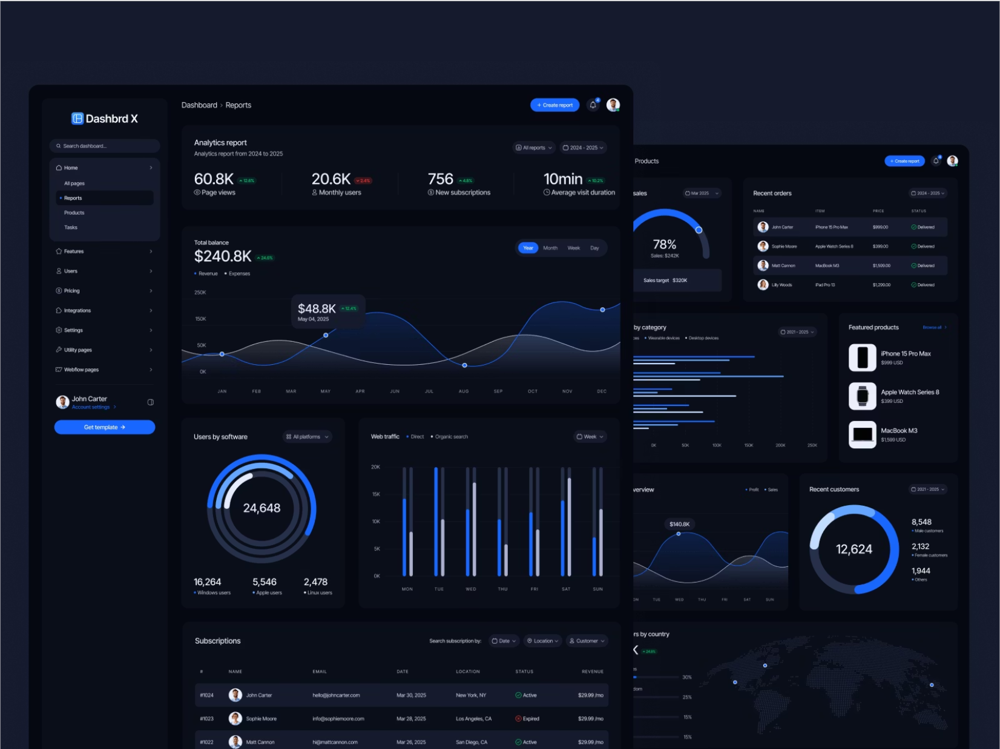 Dashbrd X
Search dashboard...
Home
All pages
Reports
Products
Tasks
Features
Users
Pricing
Integrations
Settings
Utility pages
Webflow pages
John Carter
Account settings
Get template →
Dashboard > Reports
+ Create report
4
Analytics report
Analytics report from 2024 to 2025
All reports
2024 - 2025
60.8K 12.6%
Page views
20.6K 2.4%
Monthly users
756 4.8%
New subscriptions
10min 10.2%
Average visit duration
Total balance
$240.8K 24.6%
Revenue Expenses
Year Month Week Day
250K
150K
50K
0K
$48.8K 12.4%
May 04, 2025
JAN FEB MAR MAY APR JUN JUL AUG SEP OCT NOV DEC
Users by software
All platforms
24,648
16,264
Windows users
5,546
Apple users
2,478
Linux users
Web traffic Direct Organic search
Week
20K
15K
10K
5K
0K
MON TUE WED THU FRI SAT SUN
Subscriptions
Search subscription by: Date Location Customer
# NAME EMAIL DATE LOCATION STATUS REVENUE
#1024 John Carter hello@johncarter.com Mar 30, 2025 New York, NY Active $29.99 /mo
#1023 Sophie Moore info@sophiemoore.com Mar 28, 2025 Los Angeles, CA Expired $29.99 /mo
#1022 Matt Cannon hi@mattcannon.com Mar 26, 2025 San Diego, CA Active $29.99 /mo
Products
+ Create report
4
sales
Mar 2025
78%
Sales: $242K
Sales target $320K
Recent orders
2024 - 2025
NAME ITEM PRICE STATUS
John Carter iPhone 15 Pro Max $999.00 Delivered
Sophie Moore Apple Watch Series 8 $399.00 Delivered
Matt Cannon MacBook M3 $1,599.00 Delivered
Lilly Woods iPad Pro 13 $1,299.00 Delivered
by category
2021 - 2025
ces Wearable devices Desktop devices
0K 50K 100K 150K 200K 250K
Featured products
Browse all >
iPhone 15 Pro Max
$999 USD
Apple Watch Series 8
$399 USD
MacBook M3
$1,599 USD
verview
Profit Sales
$140.8K
ON TUE WED THU FRI SAT SUN
Recent customers
2021 - 2025
12,624
8,548
Male customers
2,132
Female customers
1,944
Others
rs by country
K 24.6%
es
30%
dom
25%
15%
15%